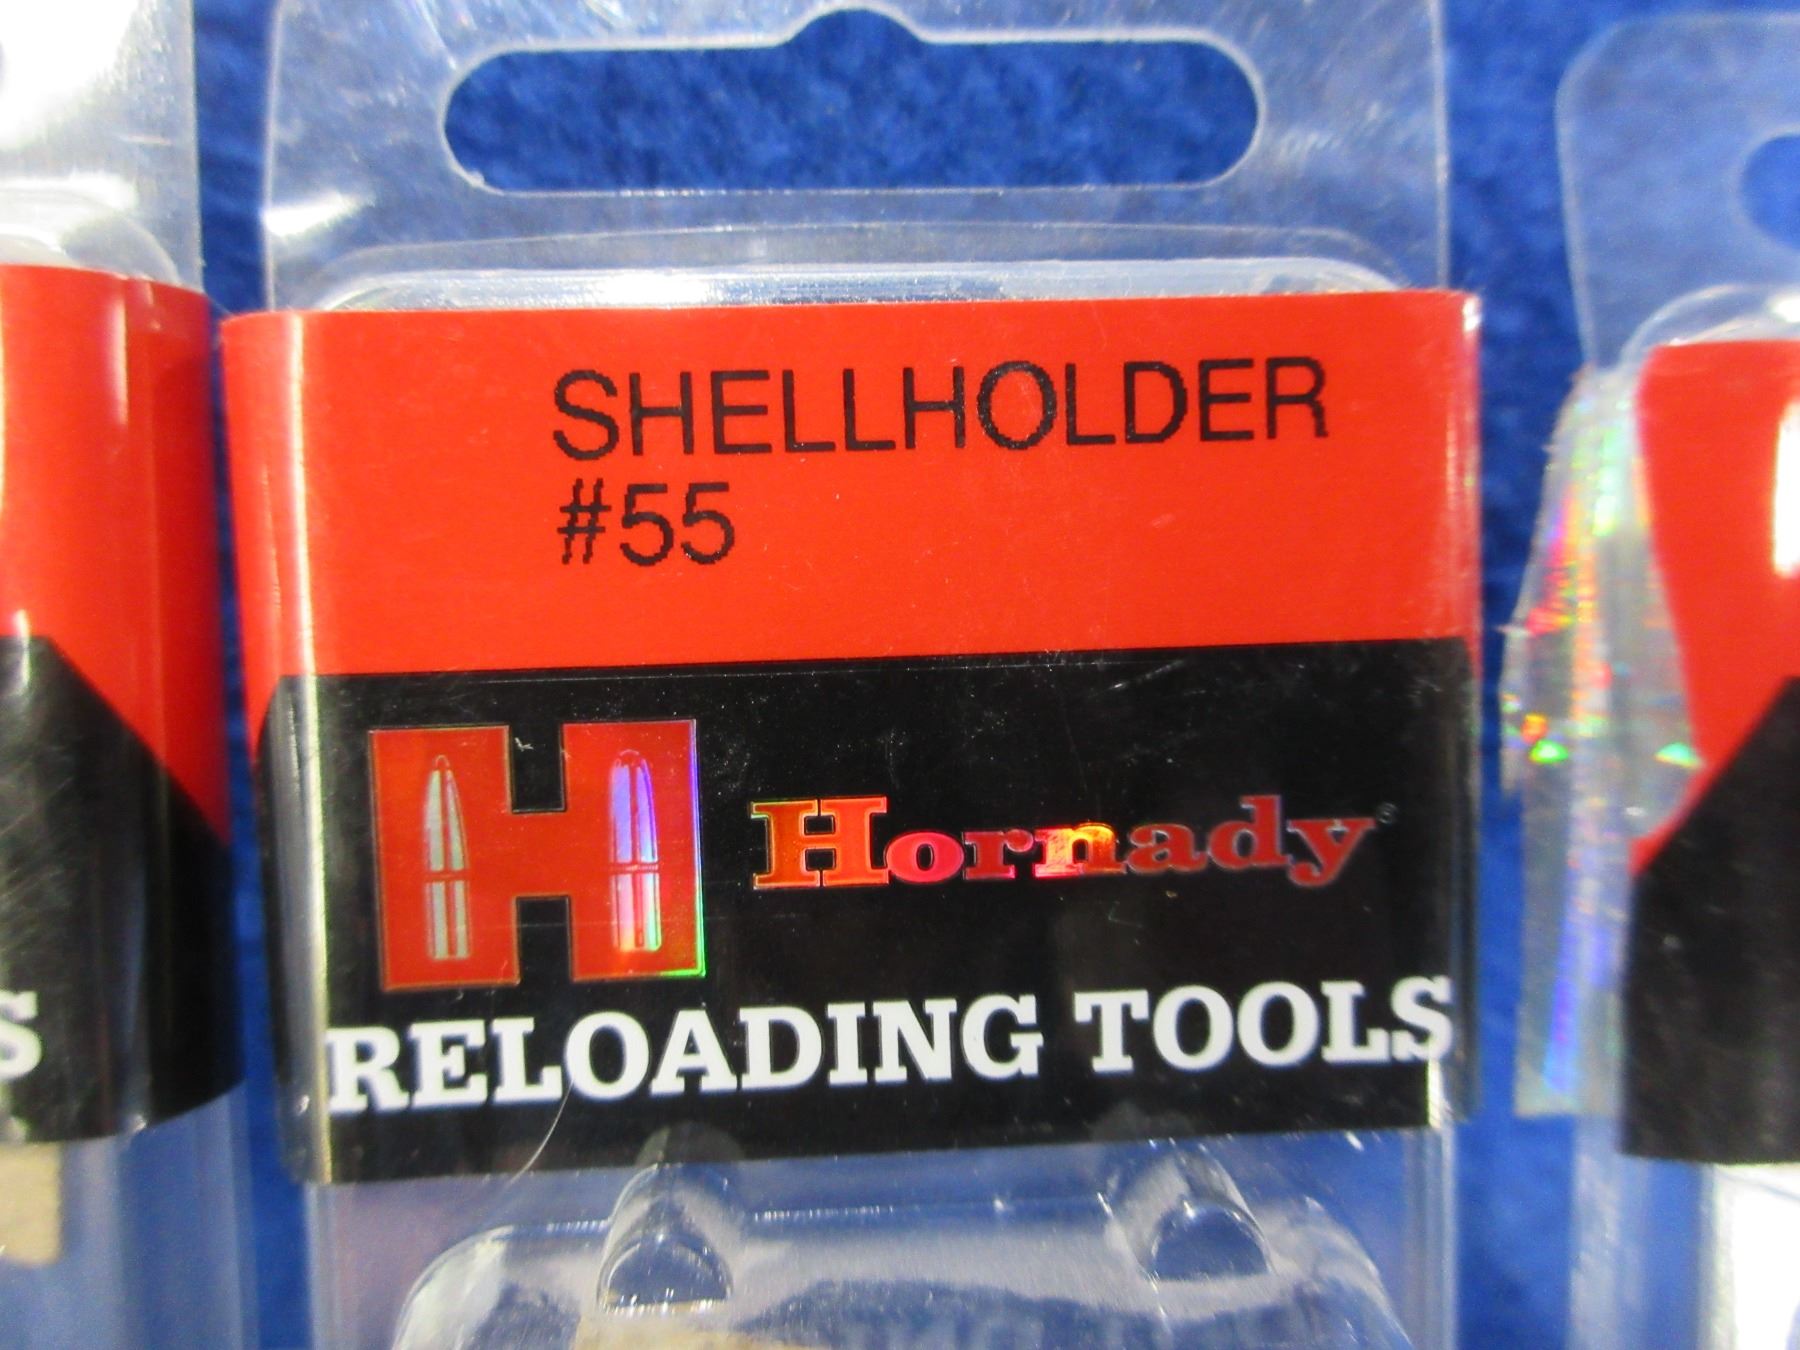 SHELLHOLDER
#55
Hornady®
RELOADING TOOLS
S